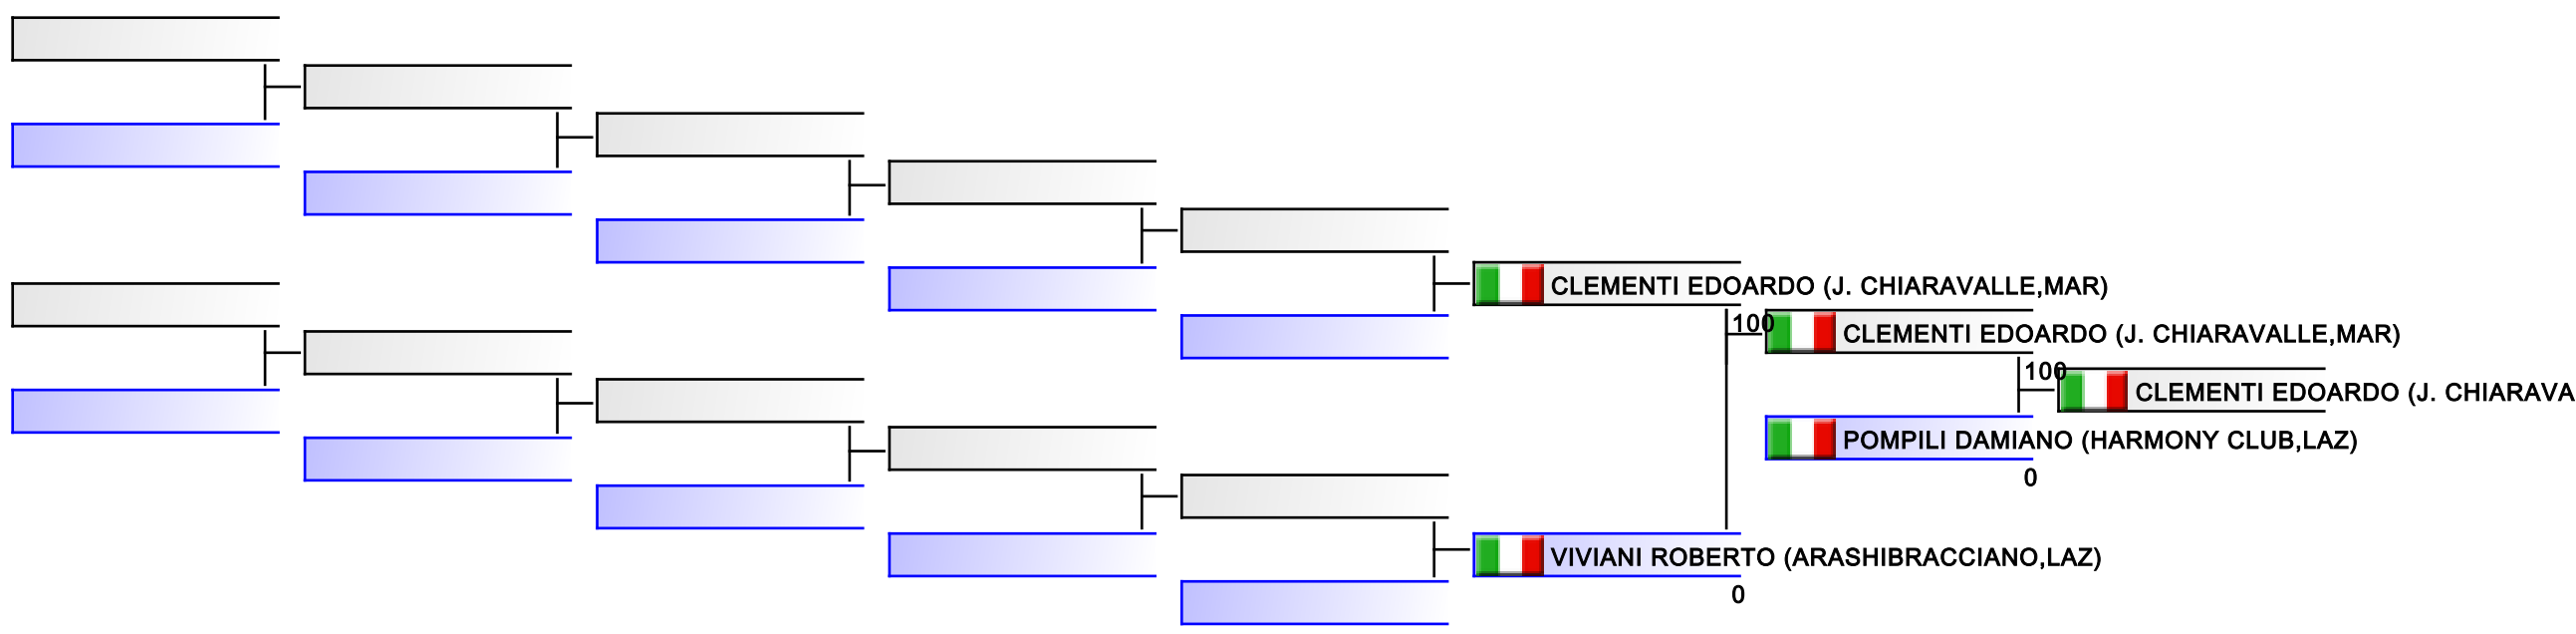 CLEMENTI EDOARDO (J. CHIARAVALLE,MAR)
100
CLEMENTI EDOARDO (J. CHIARAVALLE,MAR)
100
CLEMENTI EDOARDO (J. CHIARAVA
POMPILI DAMIANO (HARMONY CLUB,LAZ)
0
VIVIANI ROBERTO (ARASHIBRACCIANO,LAZ)
0